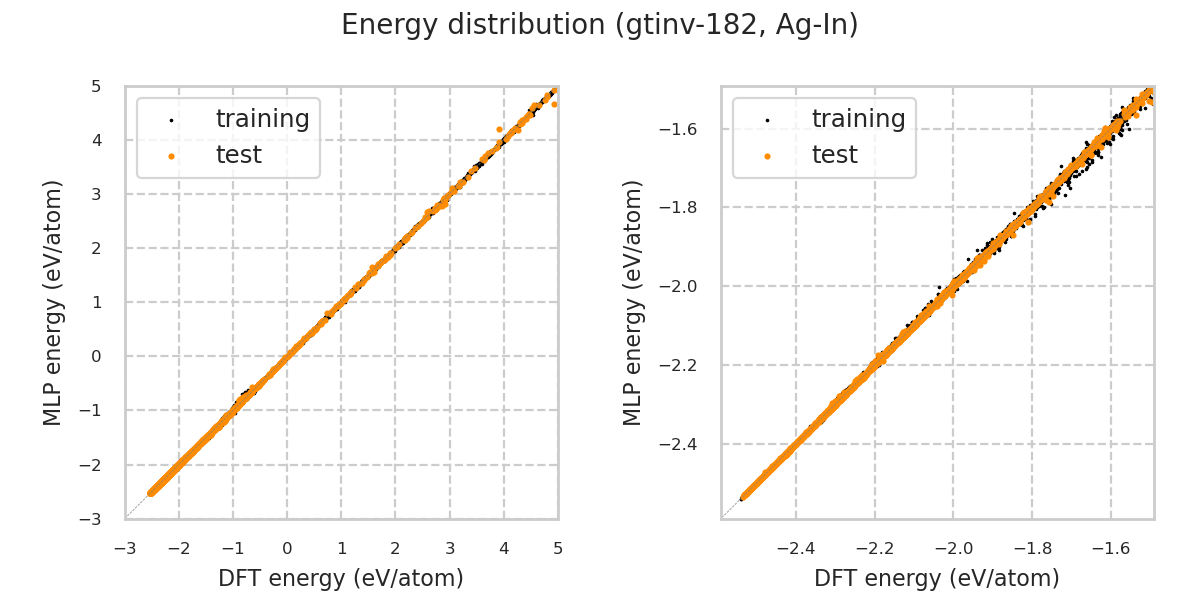 Energy distribution (gtinv-182, Ag-In)
MLP energy (eV/atom)
5
4
3
2
1
0
−1
−2
−3
training
test
−3 −2 −1 0 1 2 3 4 5
DFT energy (eV/atom)
MLP energy (eV/atom)
−1.6
−1.8
−2.0
−2.2
−2.4
training
test
−2.4 −2.2 −2.0 −1.8 −1.6
DFT energy (eV/atom)